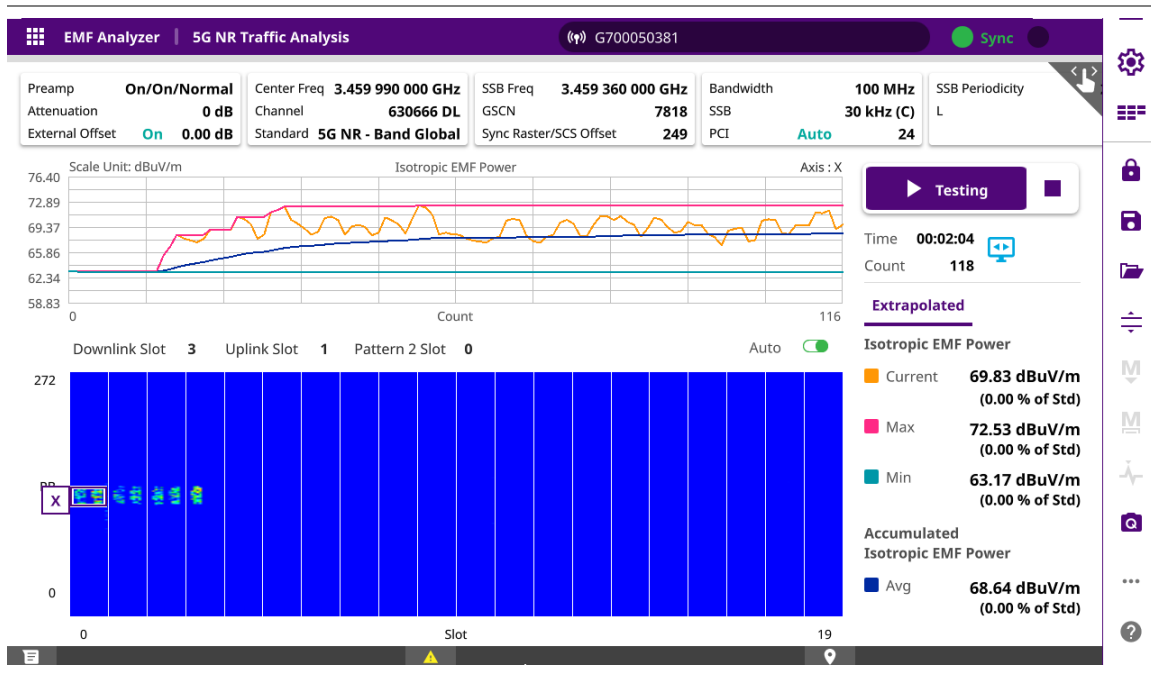 EMF Analyzer | 5G NR Traffic Analysis G700050381 Sync
Preamp On/On/Normal
Attenuation 0 dB
External Offset On 0.00 dB
Center Freq 3.459 990 000 GHz
Channel 630666 DL
Standard 5G NR - Band Global
SSB Freq 3.459 360 000 GHz
GSCN 7818
Sync Raster/SCS Offset 249
Bandwidth 100 MHz
SSB 30 kHz (C)
PCI Auto 24
SSB Periodicity
L
Scale Unit: dBuV/m Isotropic EMF Power Axis : X
76.40
72.89
69.37
65.86
62.34
58.83
0 Count 116
Testing
Time 00:02:04
Count 118
Extrapolated
Downlink Slot 3 Uplink Slot 1 Pattern 2 Slot 0 Auto
272
X
0
0 Slot 19
Isotropic EMF Power
Current 69.83 dBuV/m
(0.00 % of Std)
Max 72.53 dBuV/m
(0.00 % of Std)
Min 63.17 dBuV/m
(0.00 % of Std)
Accumulated
Isotropic EMF Power
Avg 68.64 dBuV/m
(0.00 % of Std)
M
M
Q
...
?